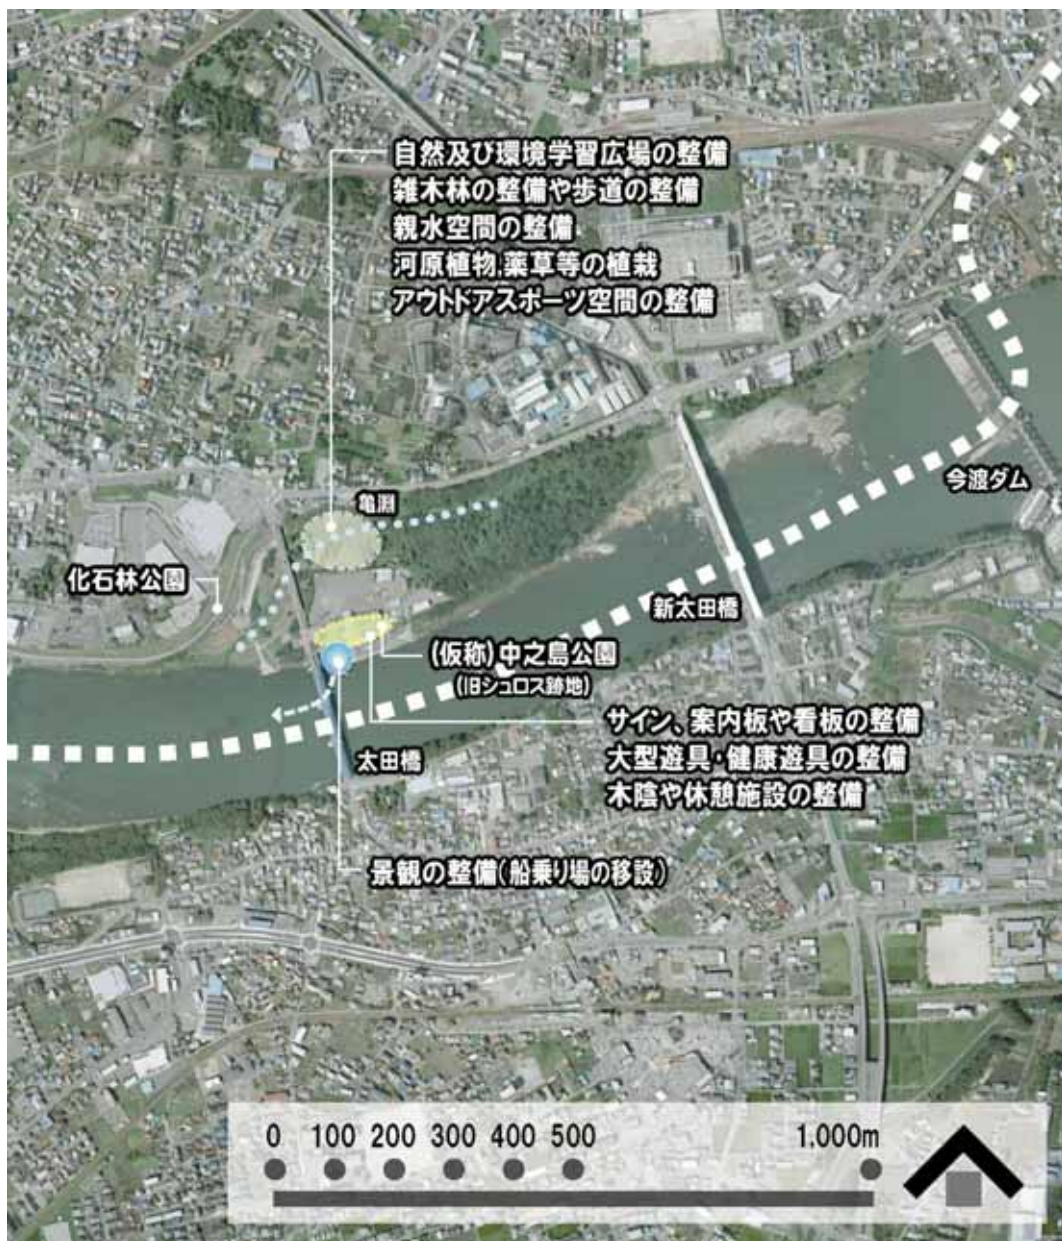 自然及び環境学習広場の整備
雑木林の整備や歩道の整備
親水空間の整備
河原植物,薬草等の植栽
アウトドアスポーツ空間の整備
亀淵
今渡ダム
化石林公園
新太田橋
(仮称)中之島公園
(旧シュロス跡地)
サイン、案内板や看板の整備
大型遊具・健康遊具の整備
木陰や休憩施設の整備
太田橋
景観の整備(船乗り場の移設)
0 100 200 300 400 500 1,000m